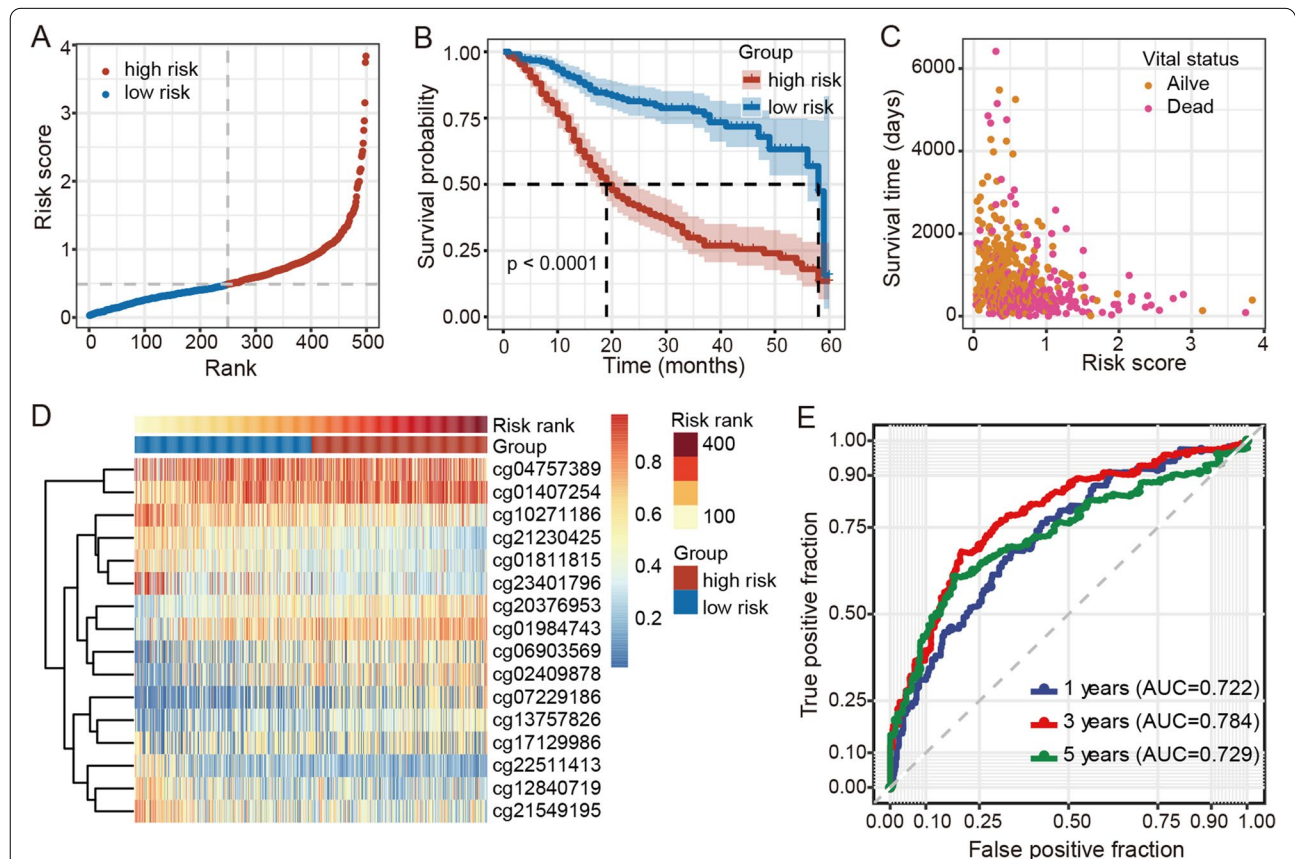 A
4
3
2
1
0
Risk score
high risk
low risk
0 100 200 300 400 500
Rank
B
1.00
0.75
0.50
0.25
0.00
Survival probability
Group
high risk
low risk
p < 0.0001
0 10 20 30 40 50 60
Time (months)
C
6000
4000
2000
0
Survival time (days)
Vital status
Ailve
Dead
0 1 2 3 4
Risk score
D
Risk rank
Group
cg04757389
cg01407254
cg10271186
cg21230425
cg01811815
cg23401796
cg20376953
cg01984743
cg06903569
cg02409878
cg07229186
cg13757826
cg17129986
cg22511413
cg12840719
cg21549195
0.8
0.6
0.4
0.2
Risk rank
400
100
Group
high risk
low risk
E
1.00
0.90
0.75
0.50
0.25
0.10
0.00
True positive fraction
1 years (AUC=0.722)
3 years (AUC=0.784)
5 years (AUC=0.729)
0.00 0.10 0.25 0.50 0.75 0.90 1.00
False positive fraction